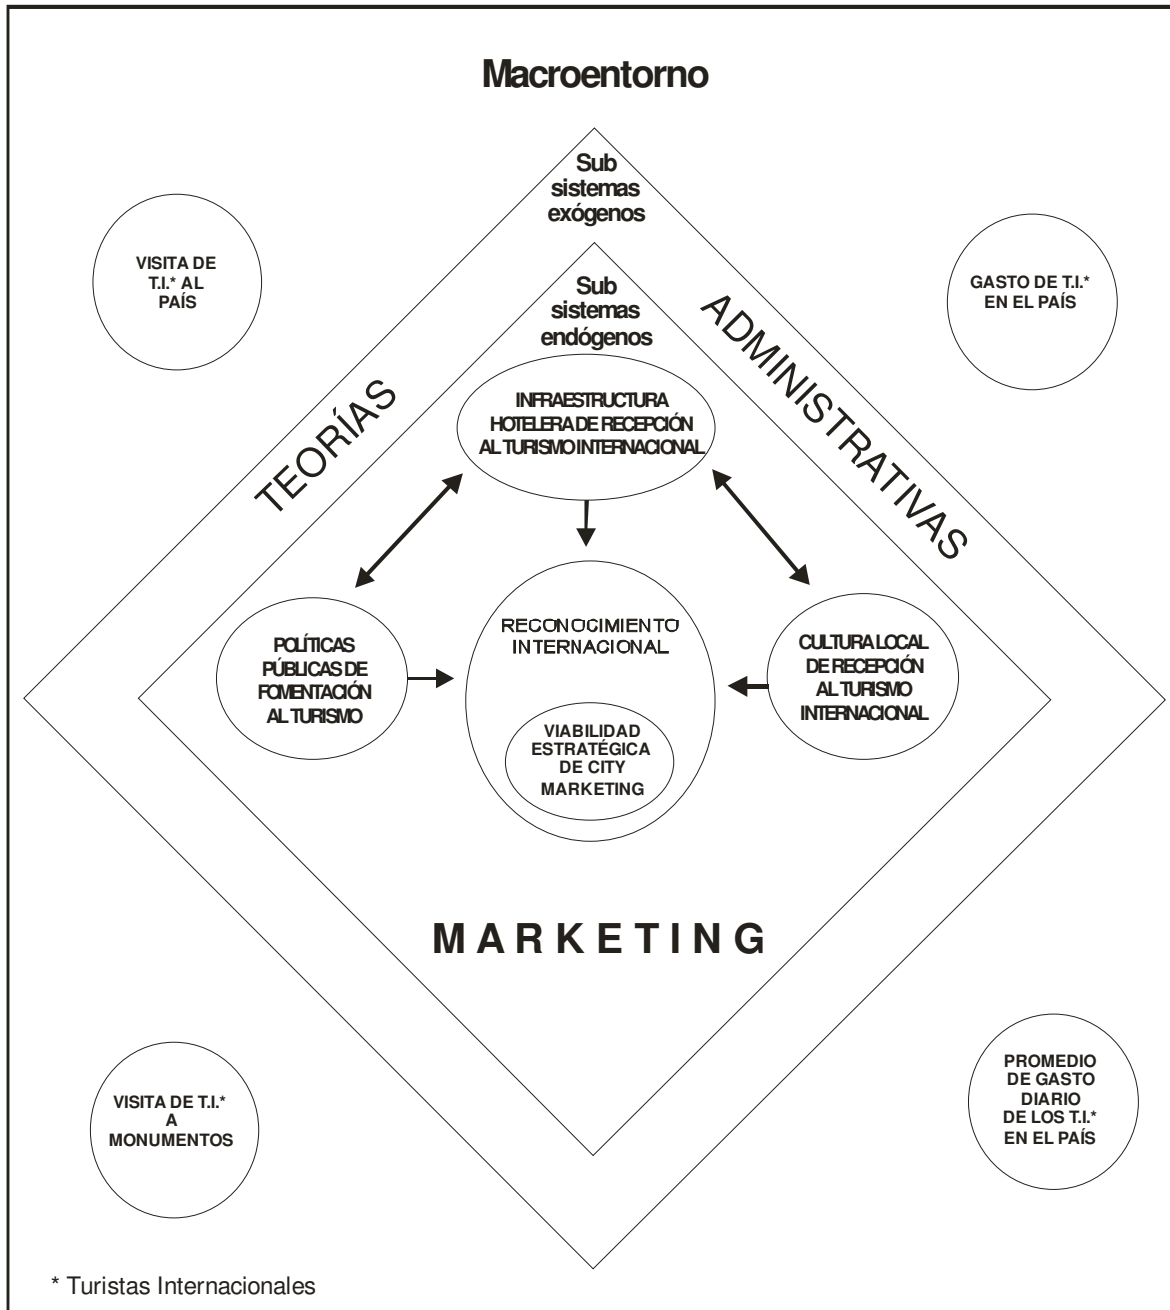 Macroentorno
Sub
sistemas
exógenos
VISITA DE
T.I.* AL
PAÍS
GASTO DE T.I.*
EN EL PAÍS
Sub
sistemas
endógenos
TEORÍAS
ADMINISTRATIVAS
INFRAESTRUCTURA
HOTELERA DE RECEPCIÓN
AL TURISMO INTERNACIONAL
POLÍTICAS
PÚBLICAS DE
FOMENTACIÓN
AL TURISMO
RECONOCIMIENTO
INTERNACIONAL
CULTURA LOCAL
DE RECEPCIÓN
AL TURISMO
INTERNACIONAL
VIABILIDAD
ESTRATÉGICA
DE CITY
MARKETING
MARKETING
VISITA DE T.I.*
A
MONUMENTOS
PROMEDIO
DE GASTO
DIARIO
DE LOS T.I.*
EN EL PAÍS
* Turistas Internacionales